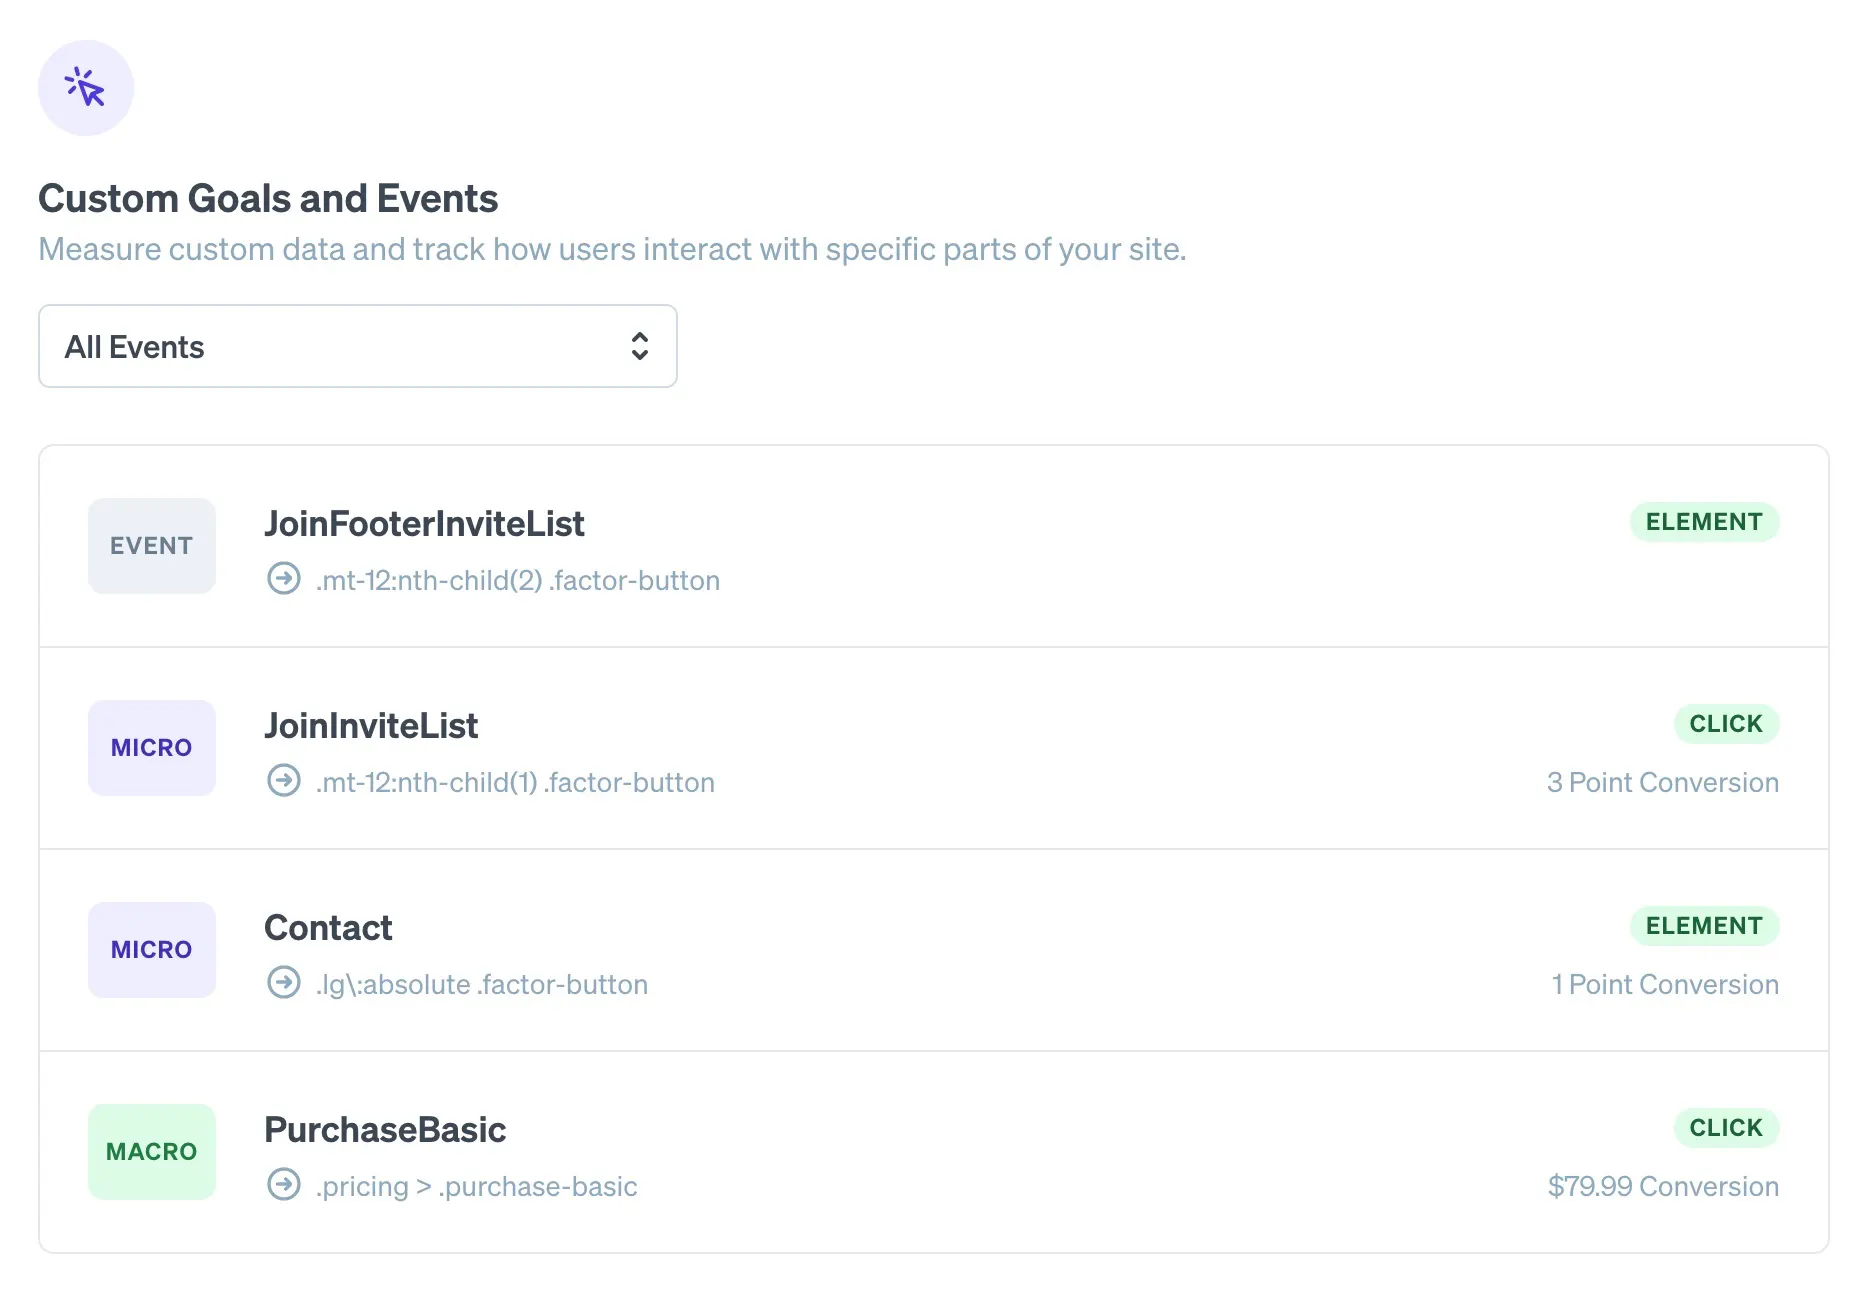 Custom Goals and Events
Measure custom data and track how users interact with specific parts of your site.
All Events
EVENT
JoinFooterInviteList
ELEMENT
.mt-12:nth-child(2) .factor-button
MICRO
JoinInviteList
CLICK
.mt-12:nth-child(1) .factor-button
3 Point Conversion
MICRO
Contact
ELEMENT
.lg\:absolute .factor-button
1 Point Conversion
MACRO
PurchaseBasic
CLICK
.pricing > .purchase-basic
$79.99 Conversion